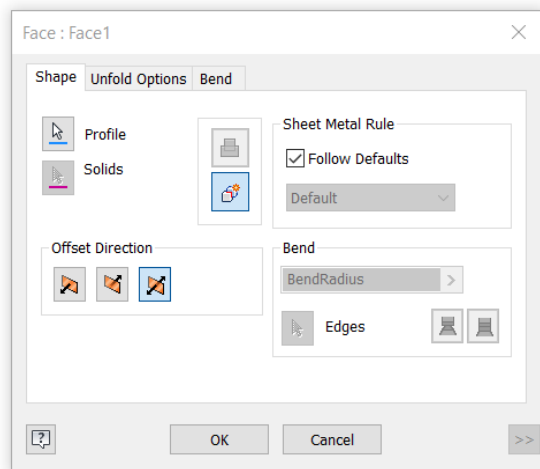 Face : Face1
Shape
Unfold Options
Bend
Profile
Solids
Sheet Metal Rule
Follow Defaults
Default
Offset Direction
Bend
BendRadius
>
Edges
?
OK
Cancel
>>